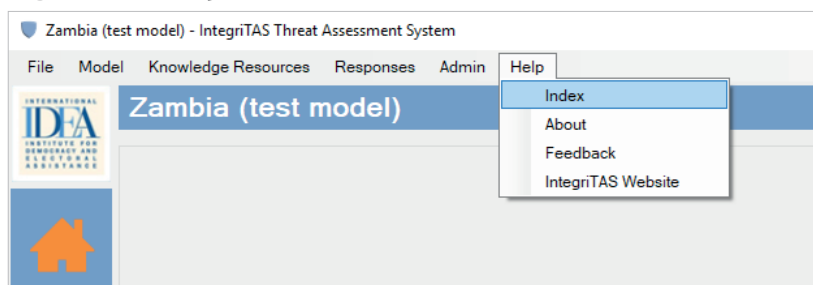 Zambia (test model) - IntegriTAS Threat Assessment System
File Model Knowledge Resources Responses Admin Help
Index
About
Feedback
IntegriTAS Website
INTERNATIONAL
IDEA
INSTITUTE FOR
DEMOCRACY AND
ELECTORAL
ASSISTANCE
Zambia (test model)